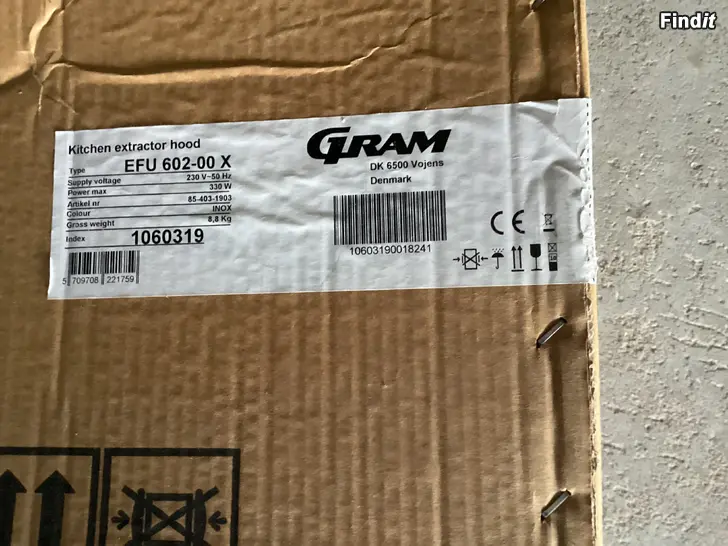 Findit
Kitchen extractor hood
Type EFU 602-00 X
Supply voltage 230 V~50 Hz
Power max 330 W
Artikel nr 85-403-1903
Colour INOX
Gross weight 8,8 Kg
Index 1060319
5 709708 221759
GRAM
DK 6500 Vojens
Denmark
10603190018241
CE